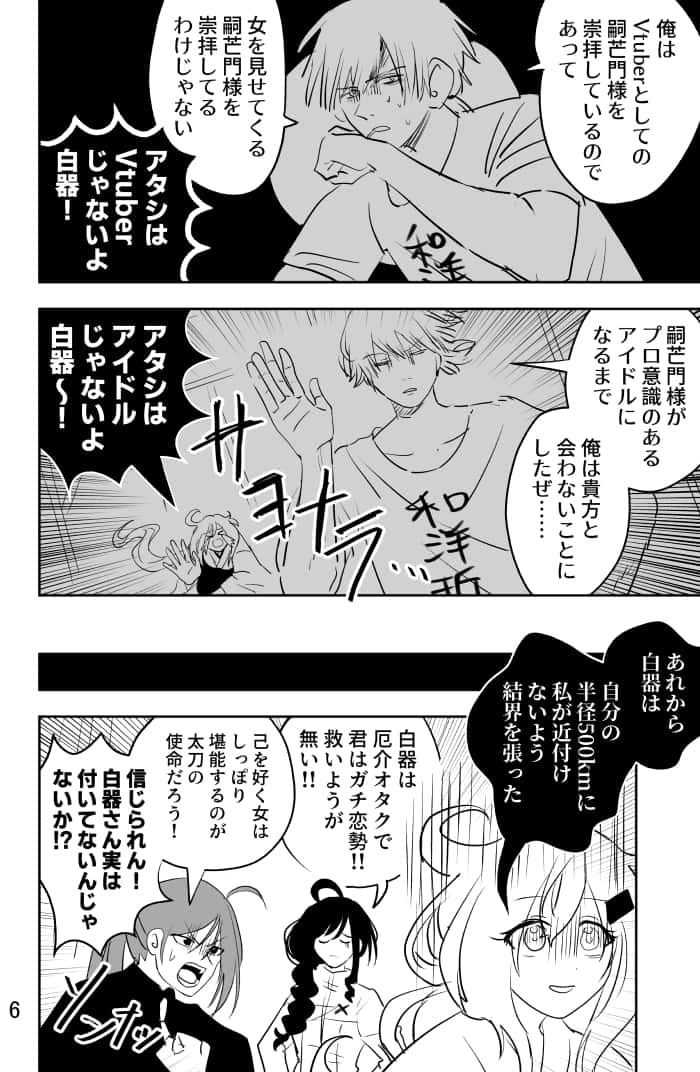 俺は
Vtuberとしての
嗣芒門様を
崇拝しているので
あって
女を見せてくる
嗣芒門様を
崇拝してる
わけじゃない
アタシは
Vtuber
じゃないよ
白器！
和洋
嗣芒門様が
プロ意識のある
アイドルに
なるまで
俺は貴方と
会わないことに
したぜ……
サヨナラ…
アタシは
アイドル
じゃないよ
白器〜！
和洋折
あれから
白器は
自分の
半径500kmに
私が近付け
ないよう
結界を張った
白器は
厄介オタクで
君はガチ恋勢!!
救いようが
無い!!
己を好く女は
しっぽり
堪能するのが
太刀の
使命だろう！
信じられん！
白器さん実は
付いてないんじゃ
ないか!?
ツンナッ
6